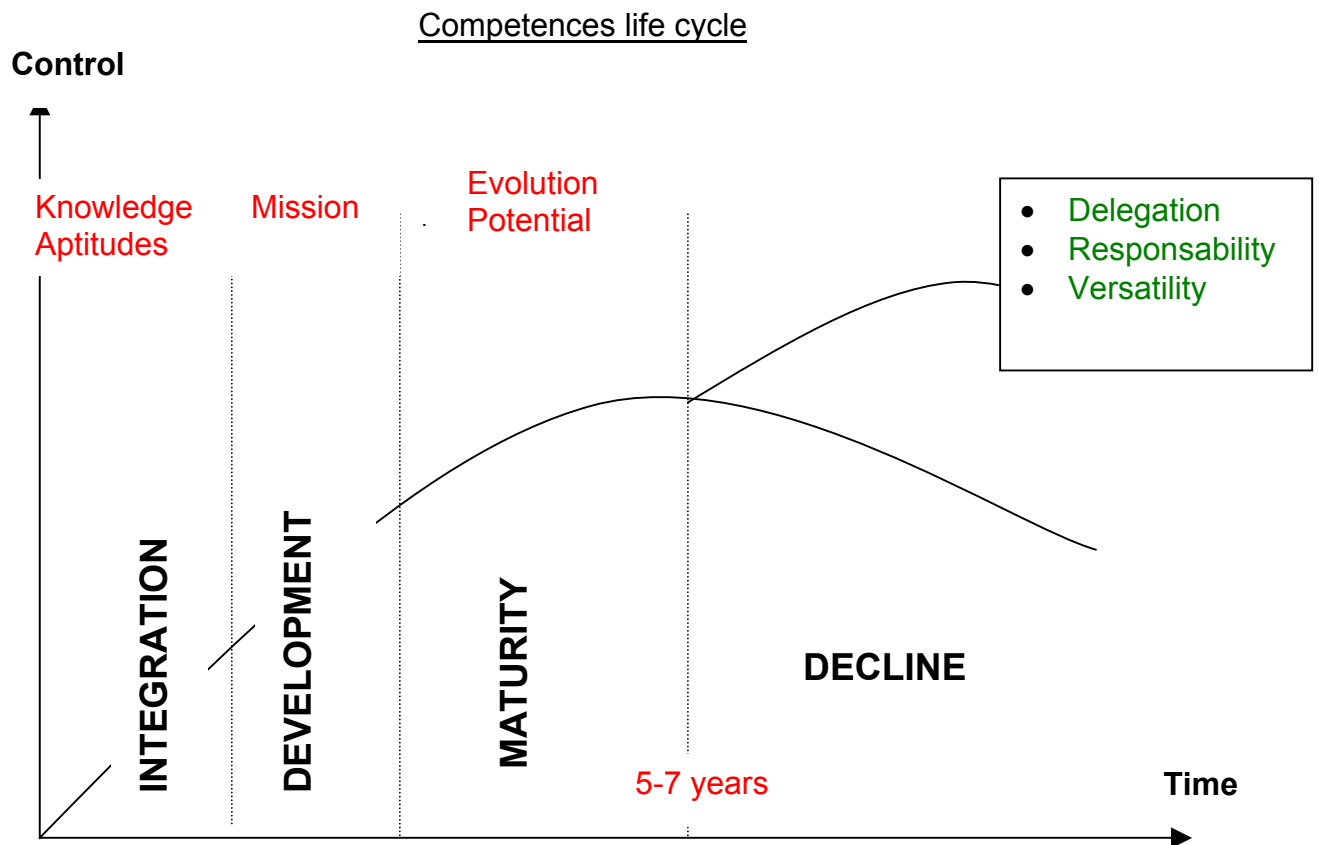 Competences life cycle
Control
Knowledge
Aptitudes
Mission
Evolution
Potential
• Delegation
• Responsability
• Versatility
INTEGRATION
DEVELOPMENT
MATURITY
DECLINE
5-7 years
Time